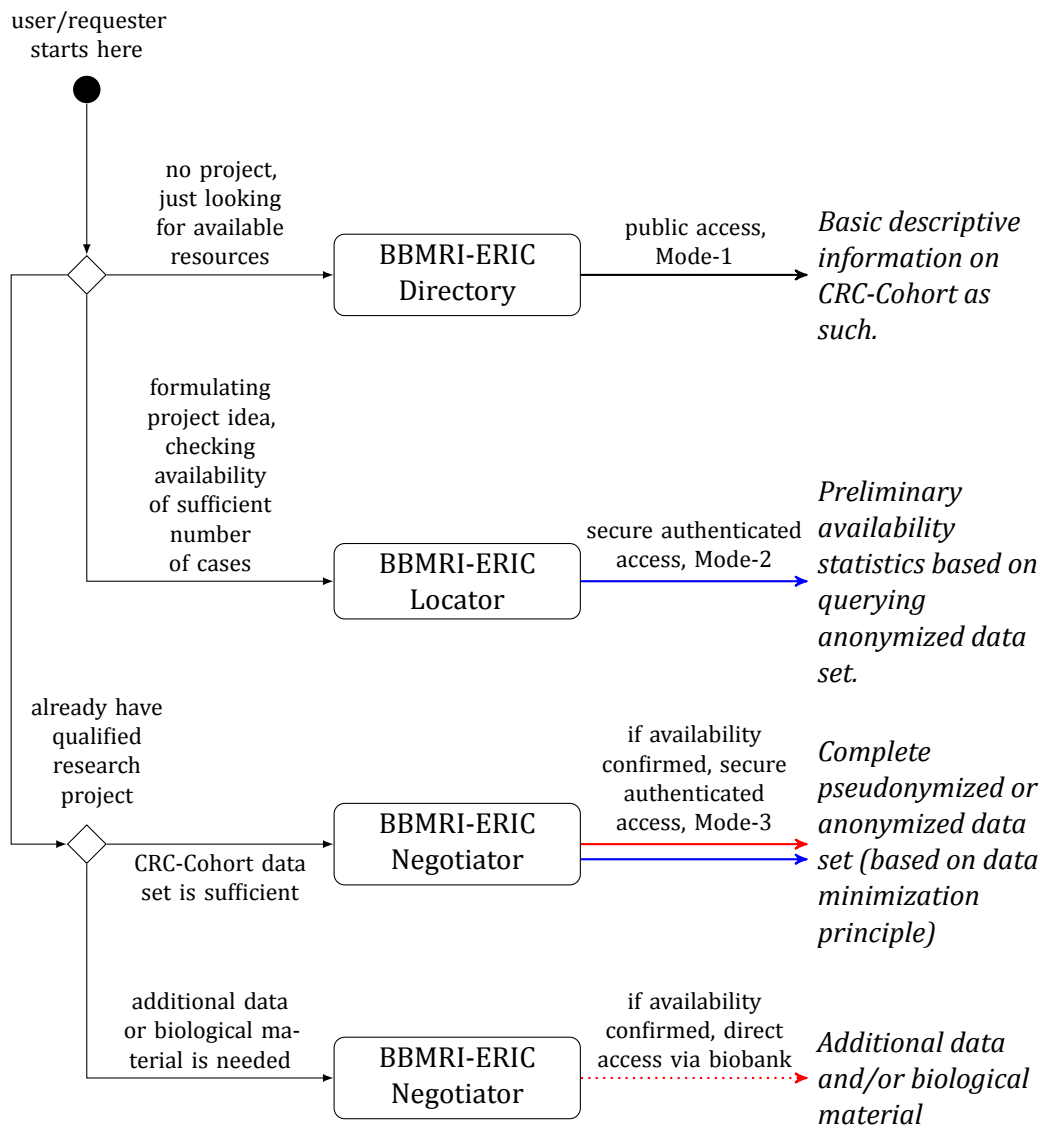 user/requester
starts here
no project,
just looking
for available
resources
BBMRI-ERIC
Directory
public access,
Mode-1
Basic descriptive
information on
CRC-Cohort as
such.
formulating
project idea,
checking
availability
of sufficient
number
of cases
BBMRI-ERIC
Locator
secure authenticated
access, Mode-2
Preliminary
availability
statistics based on
querying
anonymized data
set.
already have
qualified
research
project
CRC-Cohort data
set is sufficient
BBMRI-ERIC
Negotiator
if availability
confirmed, secure
authenticated
access, Mode-3
Complete
pseudonymized or
anonymized data
set (based on data
minimization
principle)
additional data
or biological ma-
terial is needed
BBMRI-ERIC
Negotiator
if availability
confirmed, direct
access via biobank
Additional data
and/or biological
material